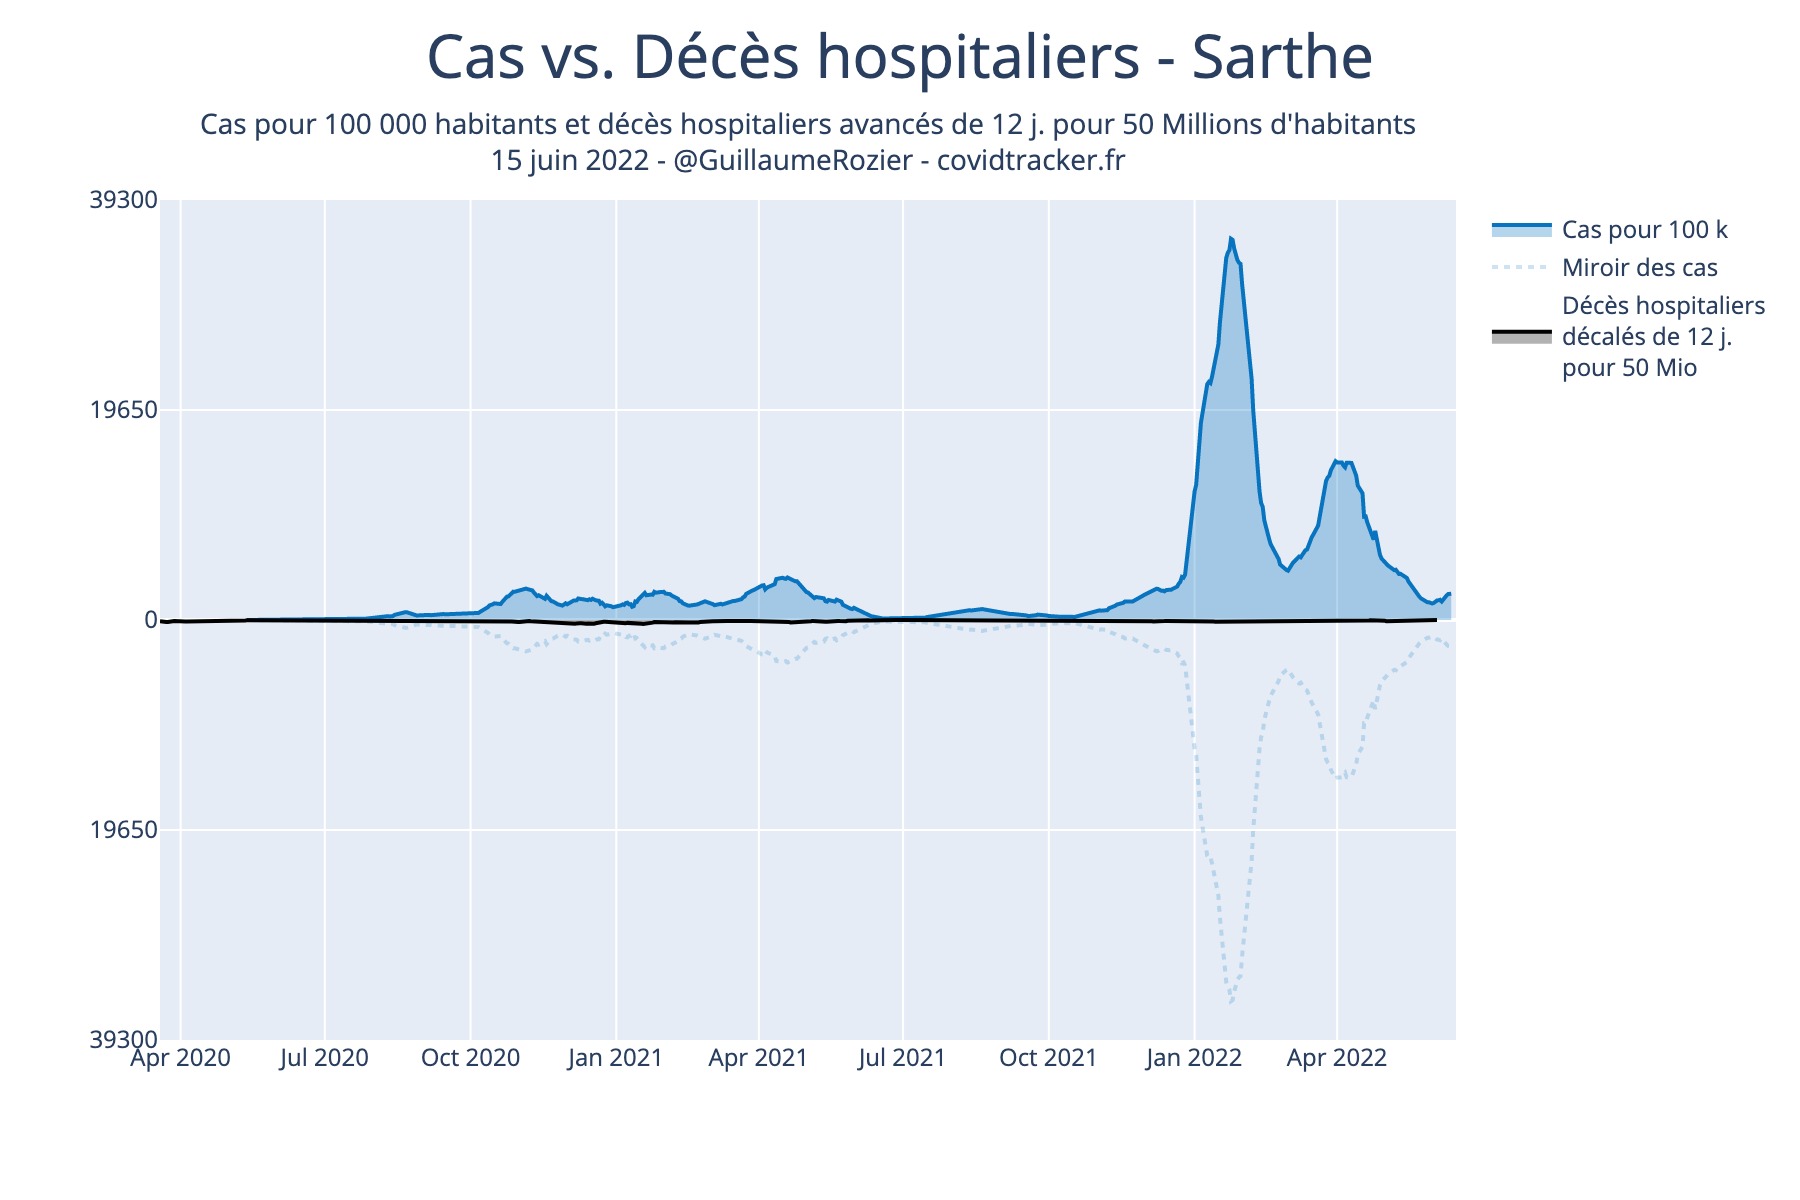 Cas vs. Décès hospitaliers - Sarthe
Cas pour 100 000 habitants et décès hospitaliers avancés de 12 j. pour 50 Millions d'habitants
15 juin 2022 - @GuillaumeRozier - covidtracker.fr
39300
19650
0
19650
39300
Apr 2020
Jul 2020
Oct 2020
Jan 2021
Apr 2021
Jul 2021
Oct 2021
Jan 2022
Apr 2022
Cas pour 100 k
Miroir des cas
Décès hospitaliers
décalés de 12 j.
pour 50 Mio